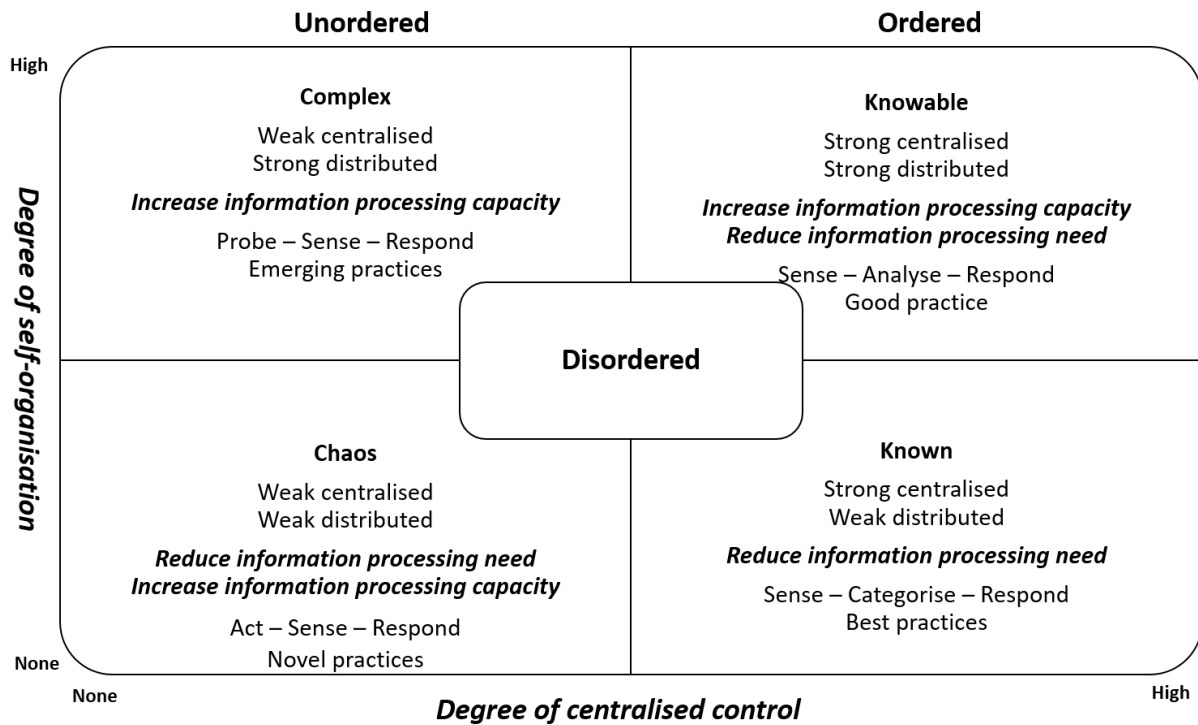 Unordered
Ordered
High
Complex
Weak centralised
Strong distributed
Increase information processing capacity
Probe – Sense – Respond
Emerging practices
Knowable
Strong centralised
Strong distributed
Increase information processing capacity
Reduce information processing need
Sense – Analyse – Respond
Good practice
Degree of self-organisation
Disordered
Chaos
Weak centralised
Weak distributed
Reduce information processing need
Increase information processing capacity
Act – Sense – Respond
Novel practices
Known
Strong centralised
Weak distributed
Reduce information processing need
Sense – Categorise – Respond
Best practices
None
None
Degree of centralised control
High